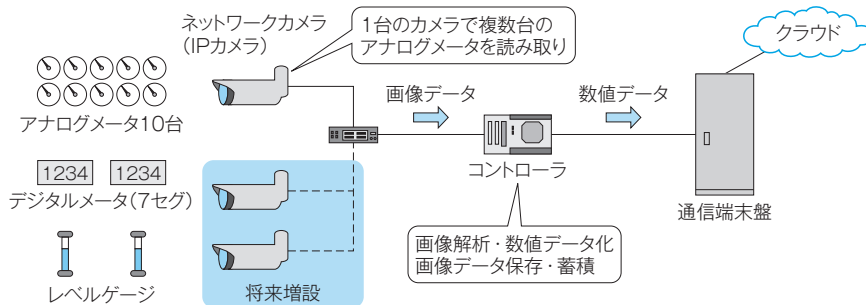 ネットワークカメラ
（IPカメラ）
1台のカメラで複数台の
アナログメータを読み取り
クラウド
アナログメータ10台
画像データ
数値データ
1234 1234
デジタルメータ（7セグ）
コントローラ
通信端末盤
画像解析・数値データ化
画像データ保存・蓄積
レベルゲージ
将来増設